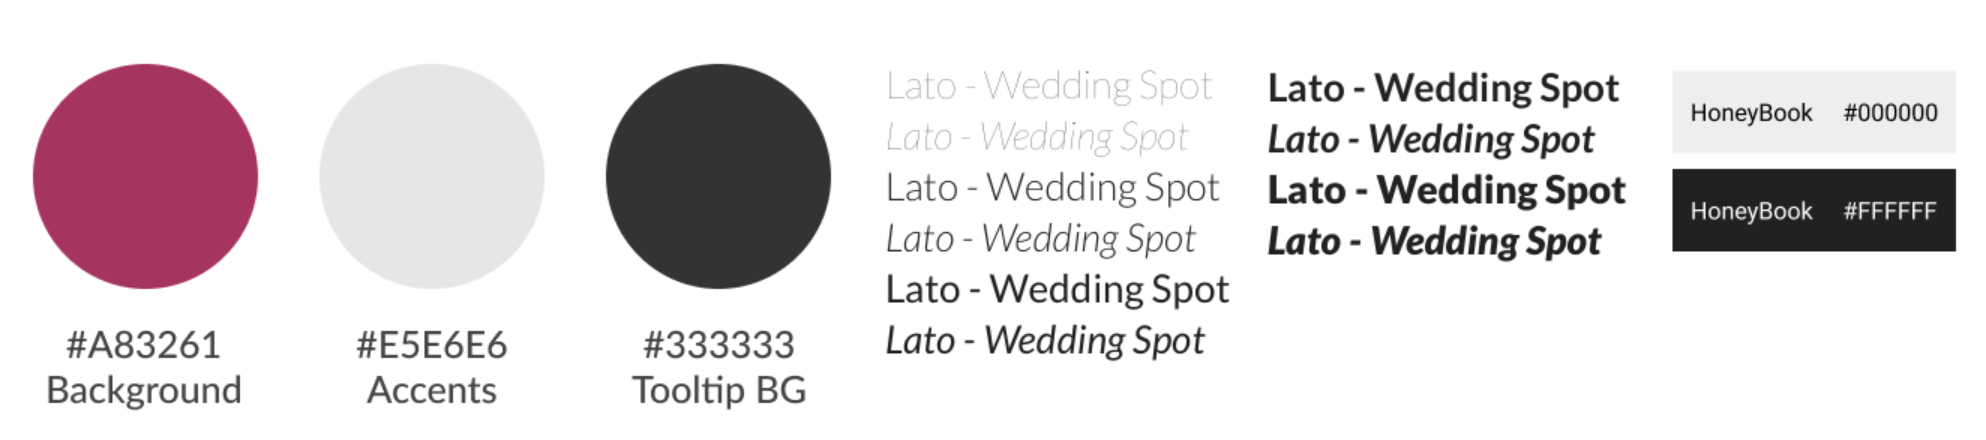 #A83261
Background
#E5E6E6
Accents
#333333
Tooltip BG
Lato - Wedding Spot
Lato - Wedding Spot
Lato - Wedding Spot
Lato - Wedding Spot
Lato - Wedding Spot
Lato - Wedding Spot
Lato - Wedding Spot
Lato - Wedding Spot
Lato - Wedding Spot
Lato - Wedding Spot
HoneyBook #000000
HoneyBook #FFFFFF